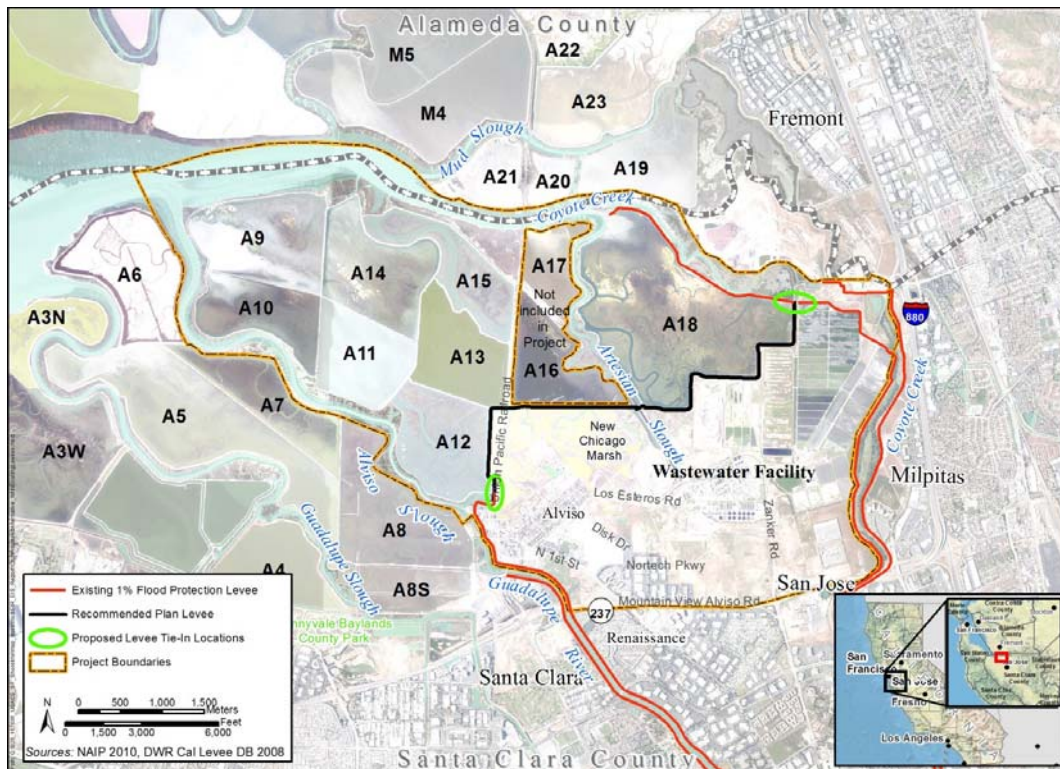 Alameda County
M5
A22
A23
M4
Fremont
Mud Slough
A21
A20
A19
Coyote Creek
A9
A14
A15
A17
A6
Not
included
in
Project
A10
A18
880
A3N
A11
A13
A16
Artesian
Slough
A7
A5
Union Pacific Railroad
A12
New
Chicago
Marsh
Coyote Creek
A3W
Wastewater Facility
Milpitas
Alviso
Slough
Los Esteros Rd
Zanker Rd
Guadalupe Slough
A8
Alviso
Disk Dr
N 1st St
Nortech Pkwy
San Jose
A4
A8S
Guadalupe
River
237
Mountain View Alviso Rd
County Park
Renaissance
Santa Clara
Santa Clara County
Existing 1% Flood Protection Levee
Recommended Plan Levee
Proposed Levee Tie-In Locations
Project Boundaries
N
0 500 1,000 1,500
Meters
Feet
0 1,500 3,000 6,000
Sources: NAIP 2010, DWR Cal Levee DB 2008
Sacramento
San
Francisco
San Jose
Fresno
Los Angeles